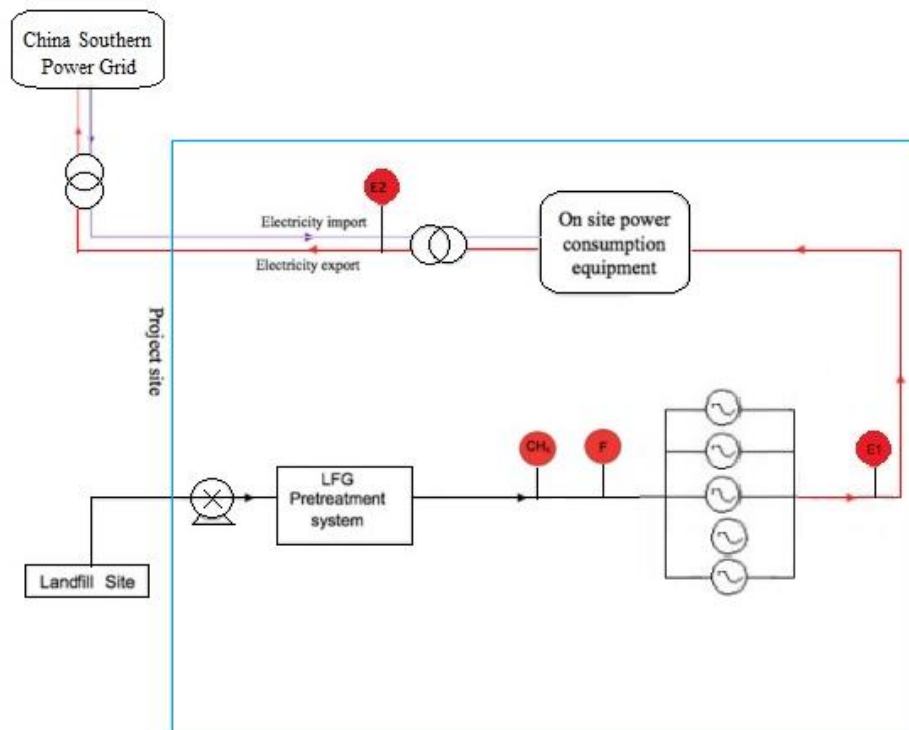 China Southern
Power Grid
E2
Electricity import
Electricity export
On site power
consumption
equipment
Project site
CH₄
F
E1
LFG
Pretreatment
system
Landfill Site